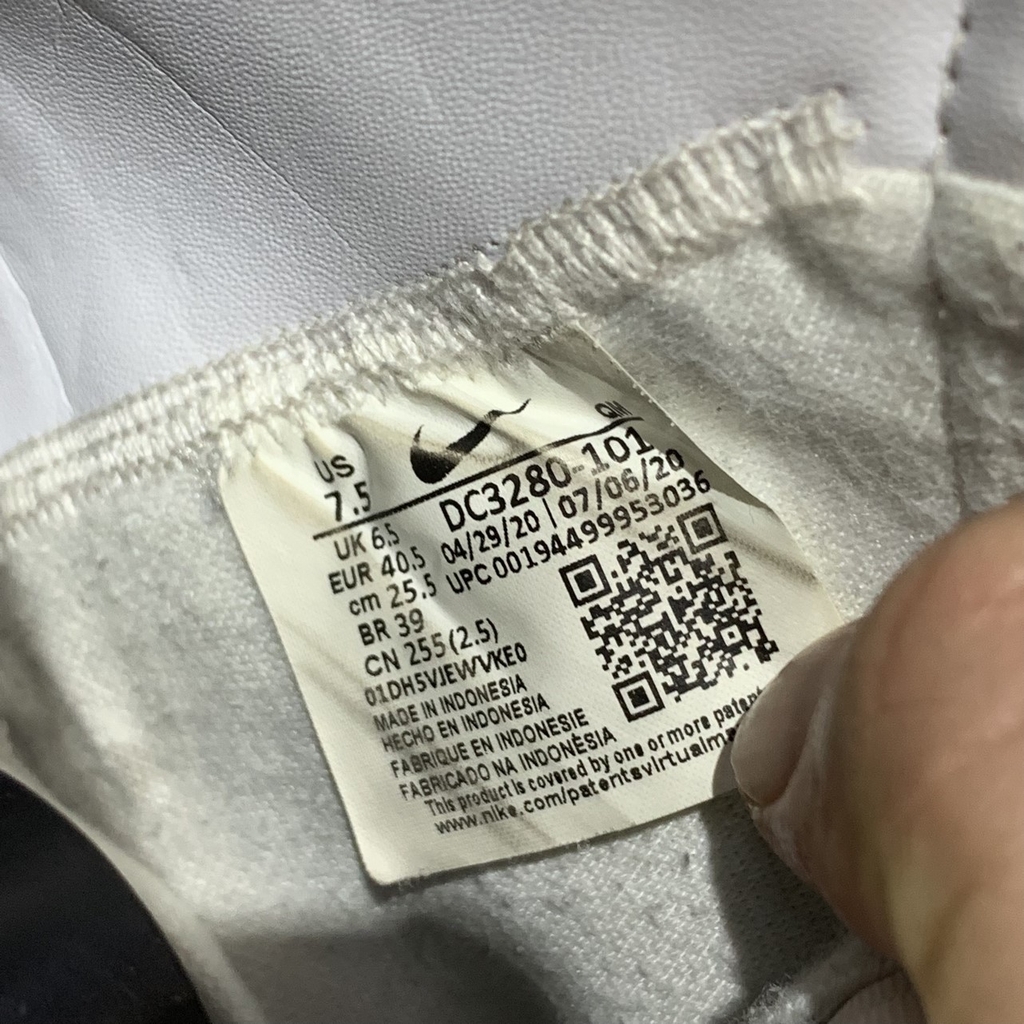 US
7.5
QM
DC3280-101
04/29/20 | 07/06/20
UPC 00194499953036
UK 6.5
EUR 40.5
cm 25.5
BR 39
CN 255 (2.5)
01DH5VJEWVKE0
MADE IN INDONESIA
HECHO EN INDONESIA
FABRIQUE EN INDONESIE
FABRICADO NA INDONÉSIA
This product is covered by one or more
www.nike.com/patentsvirtualma